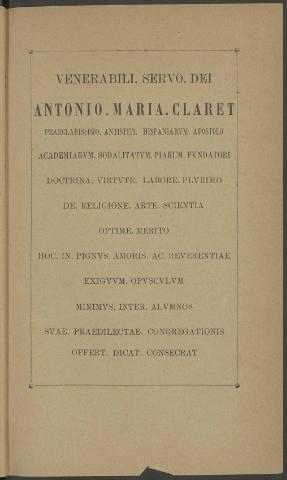 VENERABILI. SERVO. DEI
ANTONIO. MARIA. CLARET
PRAECLARISSIMO. ANTISTITI. HISPANIARVM. APOSTOLO
ACADEMIARVM. SODALITATVM. PIARVM. FVNDATORI
DOCTRINA. VIRTVTE. LABORE. PLVRIMO
DE. RELIGIONE. ARTE. SCIENTIA
OPTIME. MERITO
HOC. IN. PIGNVS. AMORIS. AC. REVERENTIAE
EXIGVVM. OPVSCVLVM
MINIMVS. INTER. ALVMNOS
SVAE. PRAEDILECTAE. CONGREGATIONIS
OFFERT. DICAT. CONSECRAT